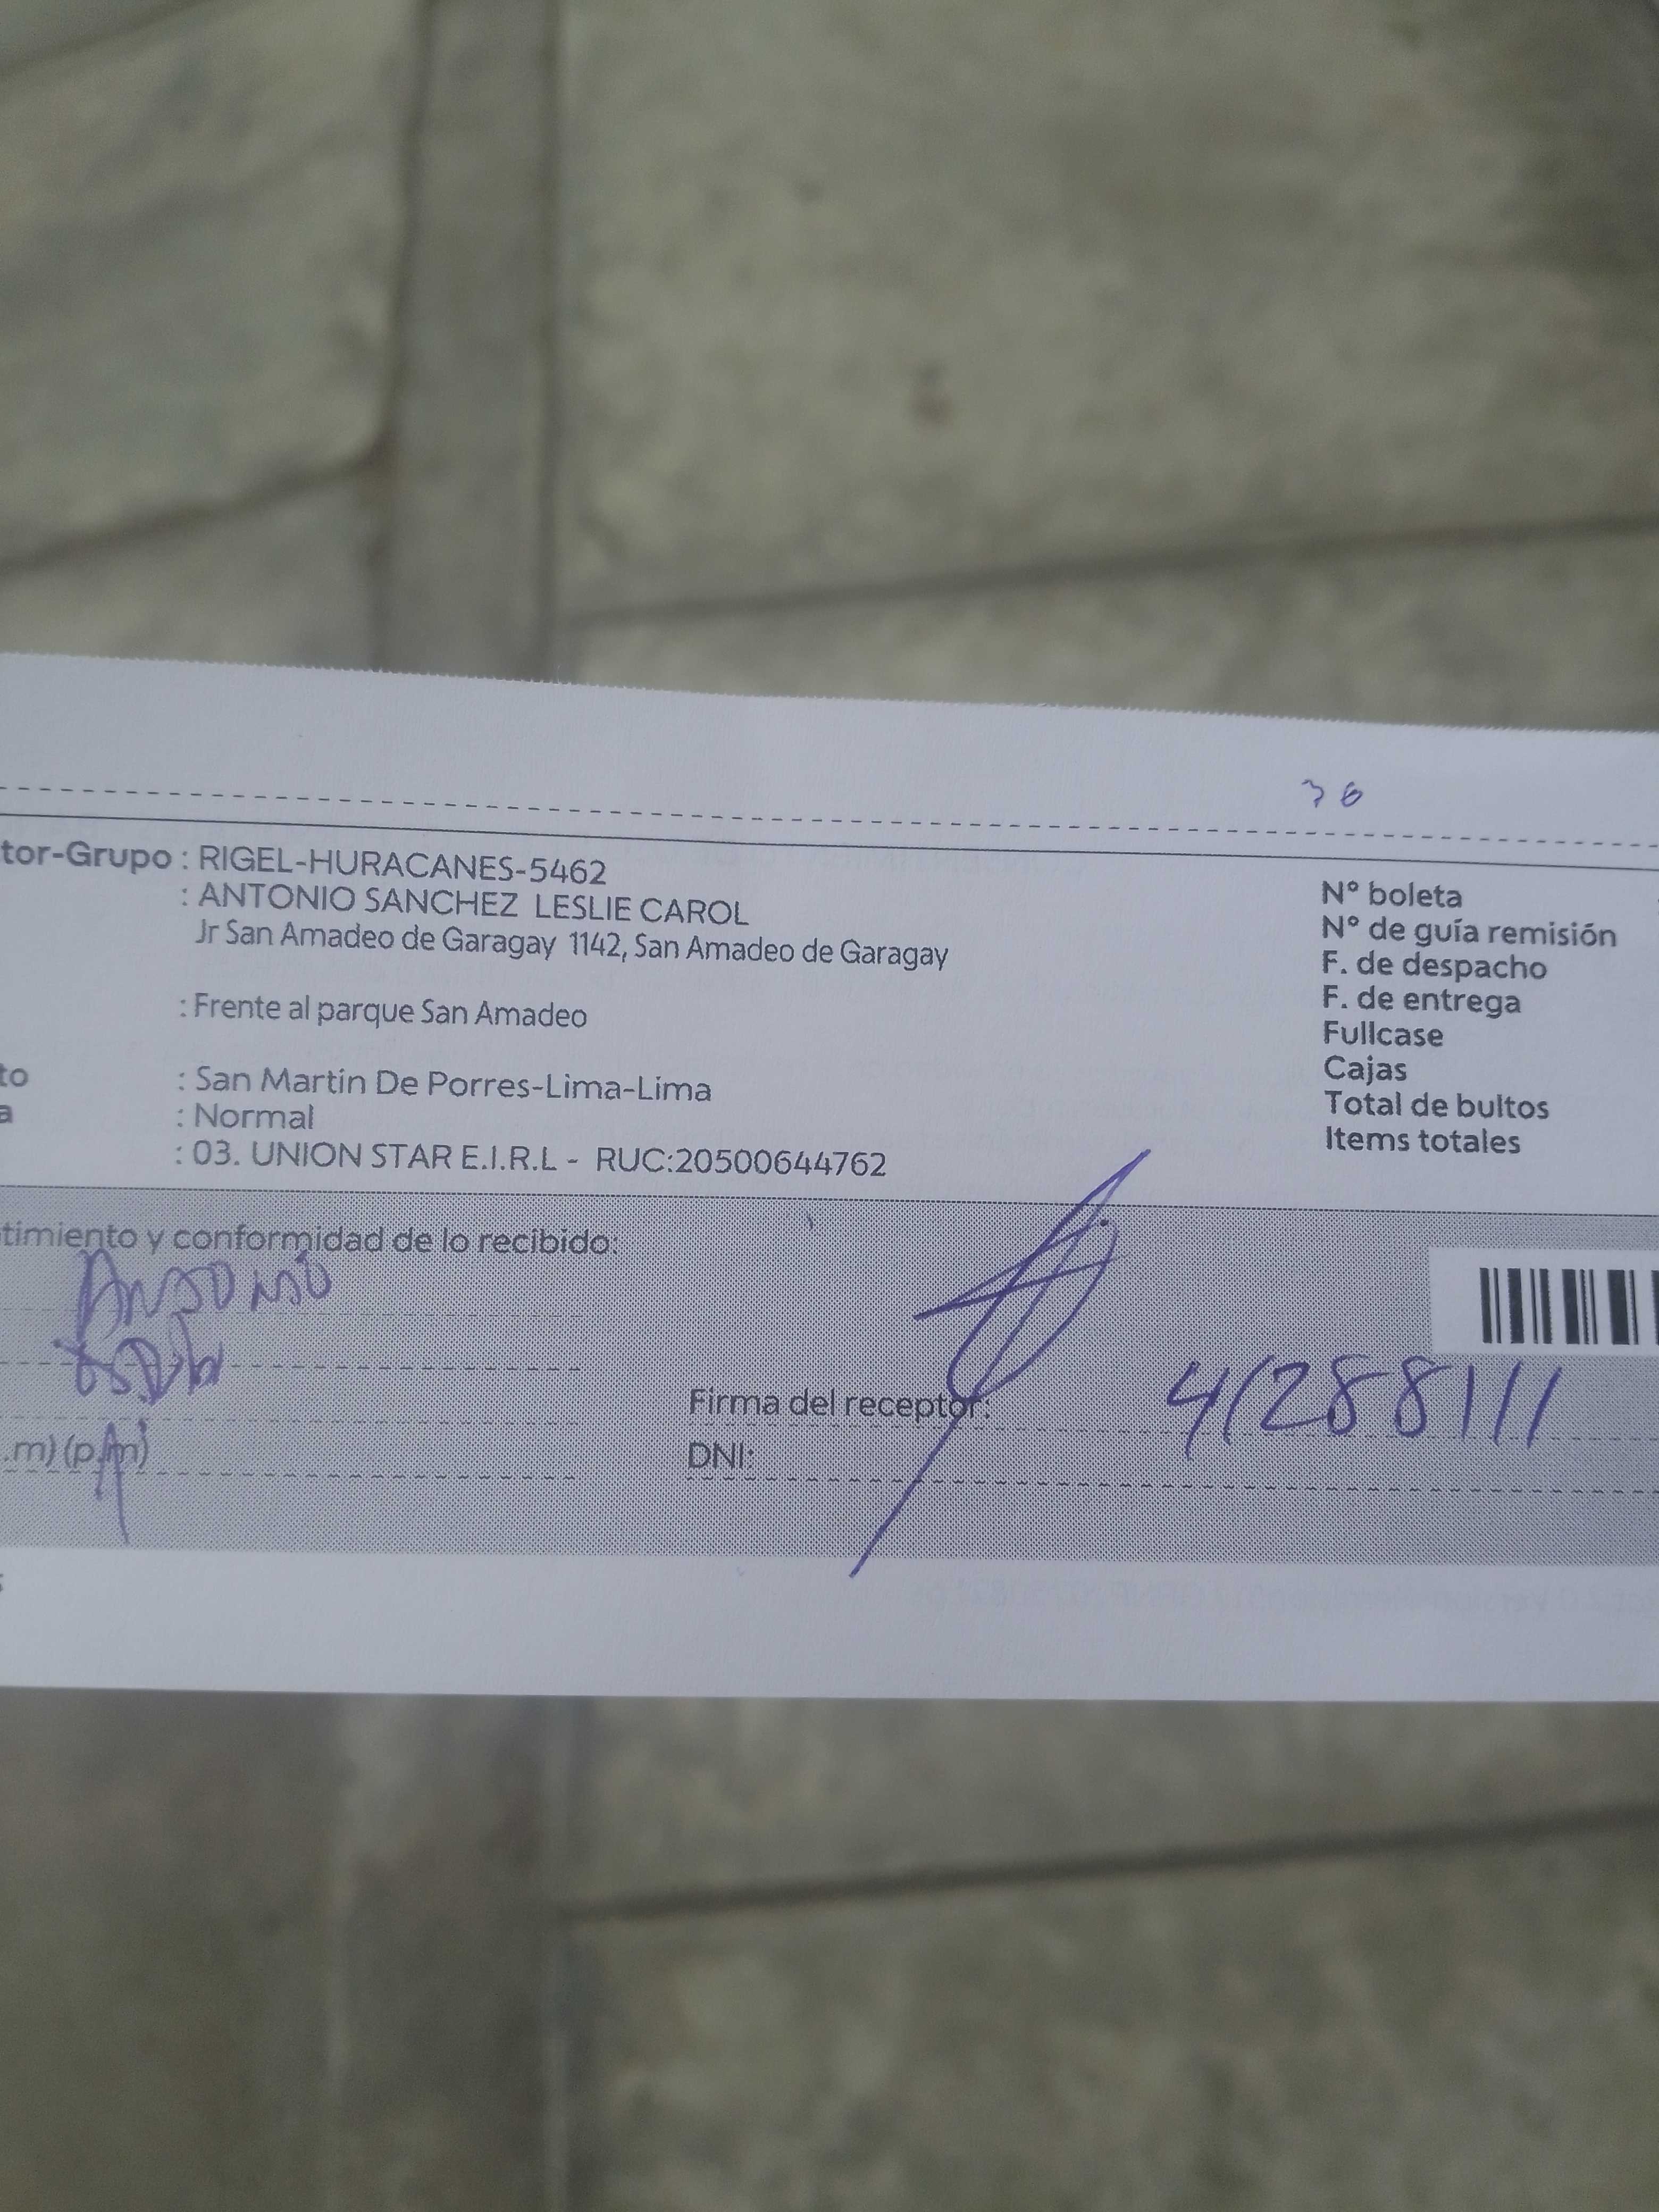 36
tor-Grupo : RIGEL-HURACANES-5462
: ANTONIO SANCHEZ LESLIE CAROL
Jr San Amadeo de Garagay 1142, San Amadeo de Garagay
: Frente al parque San Amadeo
to : San Martin De Porres-Lima-Lima
a : Normal
: 03. UNION STAR E.I.R.L - RUC:20500644762
N° boleta
N° de guía remisión
F. de despacho
F. de entrega
Fullcase
Cajas
Total de bultos
Items totales
timiento y conformidad de lo recibido:
Antonio
Firma del receptor:
41288111
.m) (p.m)
DNI: